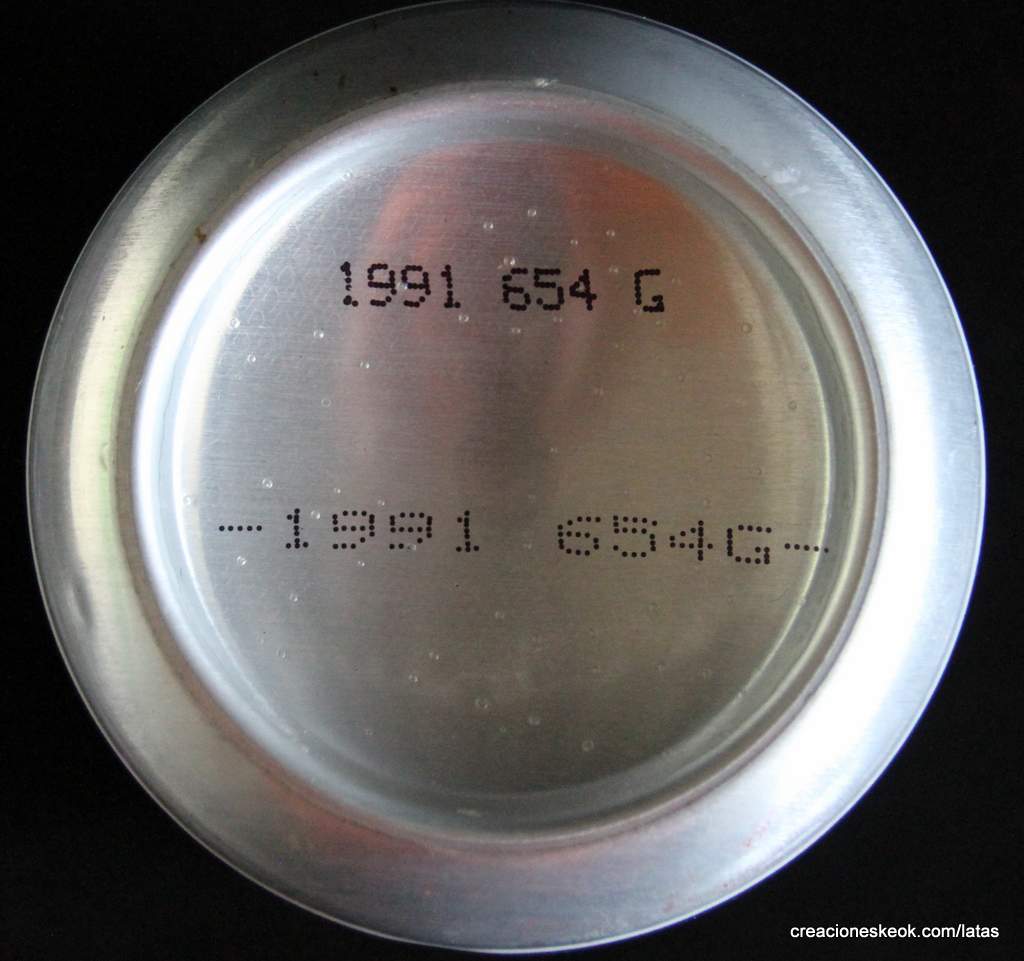 1991 654 G
-1991 654G-
creacioneskeok.com/latas